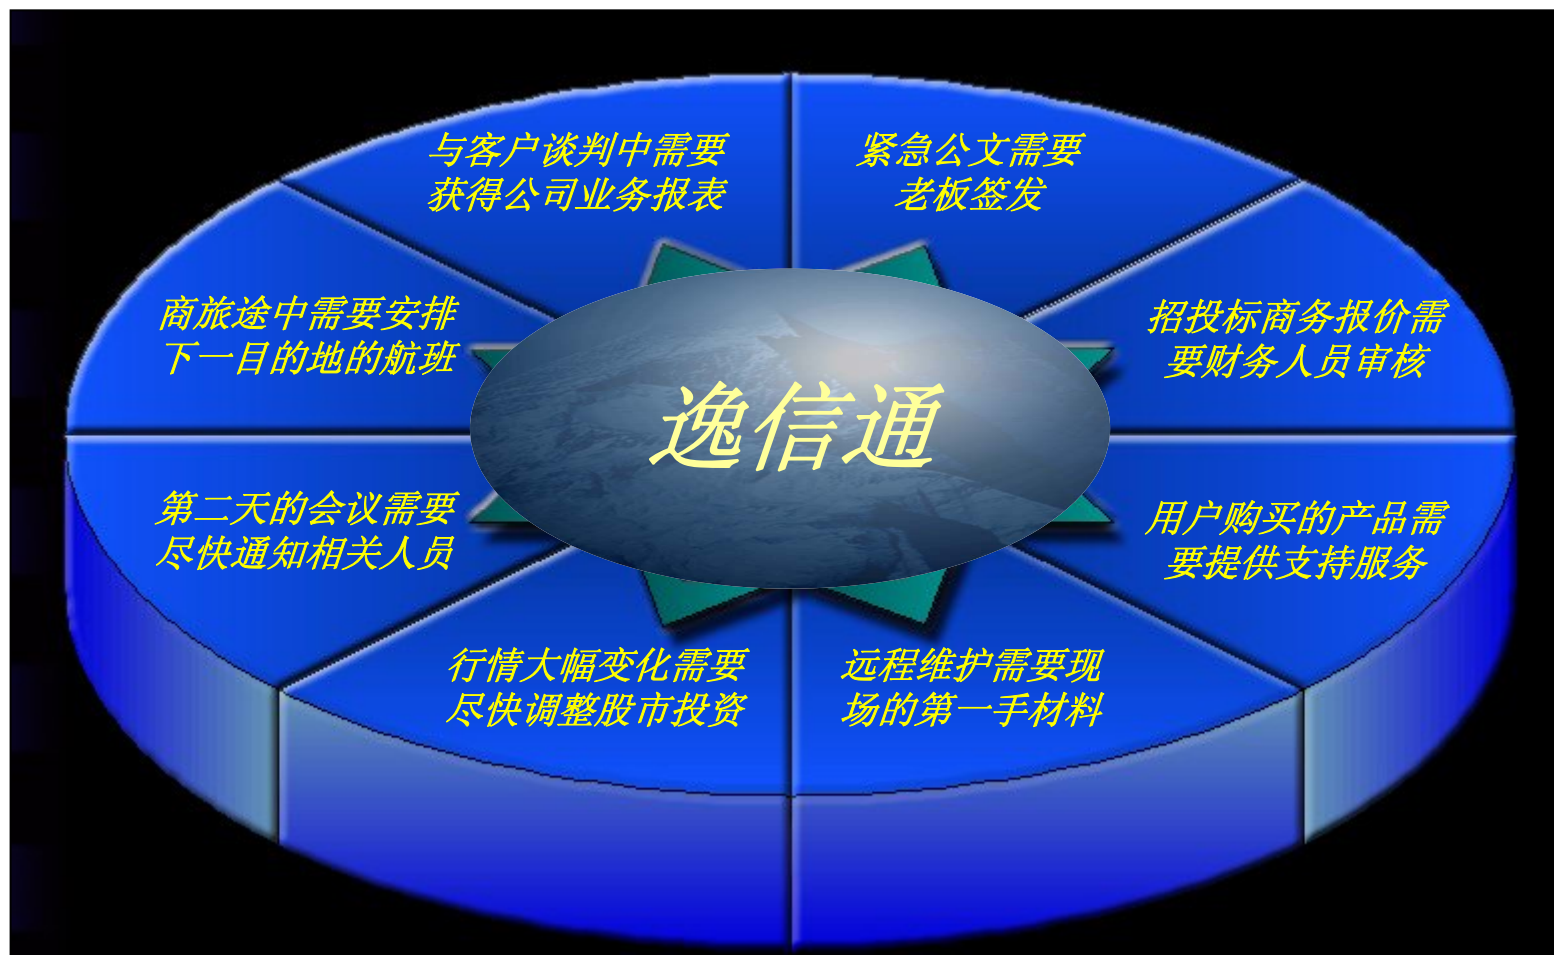 与客户谈判中需要
获得公司业务报表
紧急公文需要
老板签发
商旅途中需要安排
下一目的地的航班
招投标商务报价需
要财务人员审核
逸信通
第二天的会议需要
尽快通知相关人员
用户购买的产品需
要提供支持服务
行情大幅变化需要
尽快调整股市投资
远程维护需要现
场的第一手材料